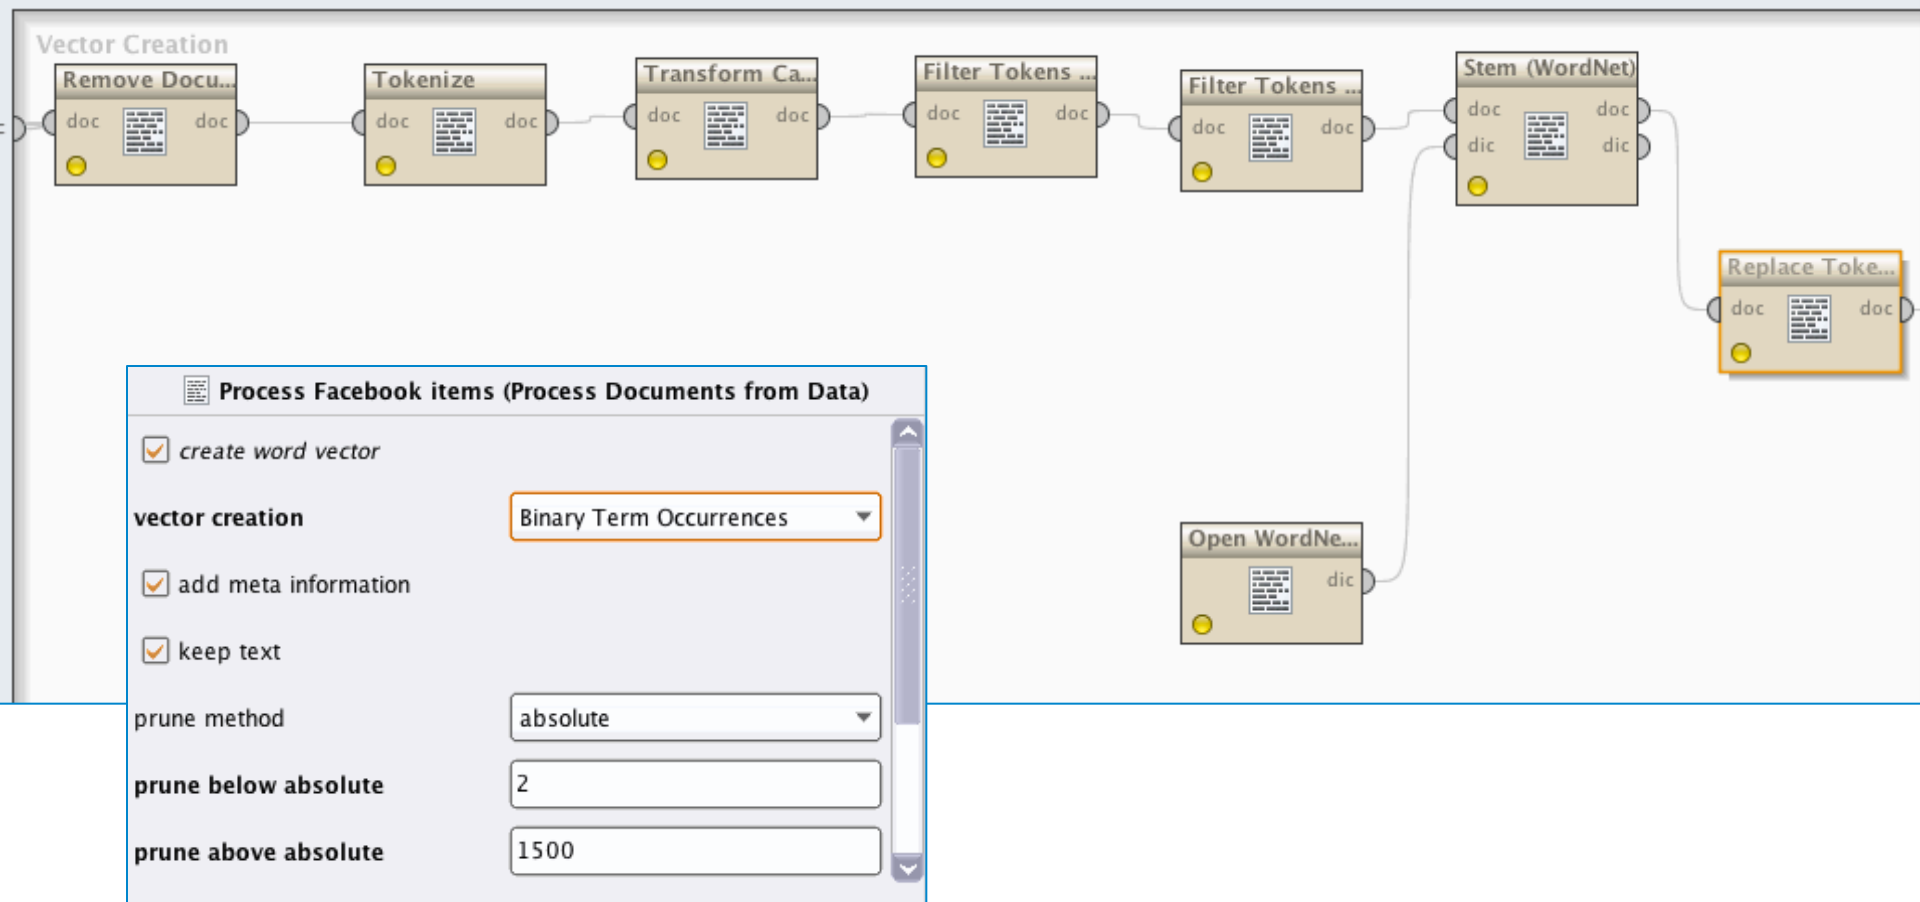 Vector Creation
Remove Docu...
doc doc
Tokenize
doc doc
Transform Ca...
doc doc
Filter Tokens ...
doc doc
Filter Tokens ...
doc doc
Stem (WordNet)
doc doc
dic dic
Replace Toke...
doc doc
Open WordNe...
dic
Process Facebook items (Process Documents from Data)
create word vector
vector creation Binary Term Occurrences
add meta information
keep text
prune method absolute
prune below absolute 2
prune above absolute 1500